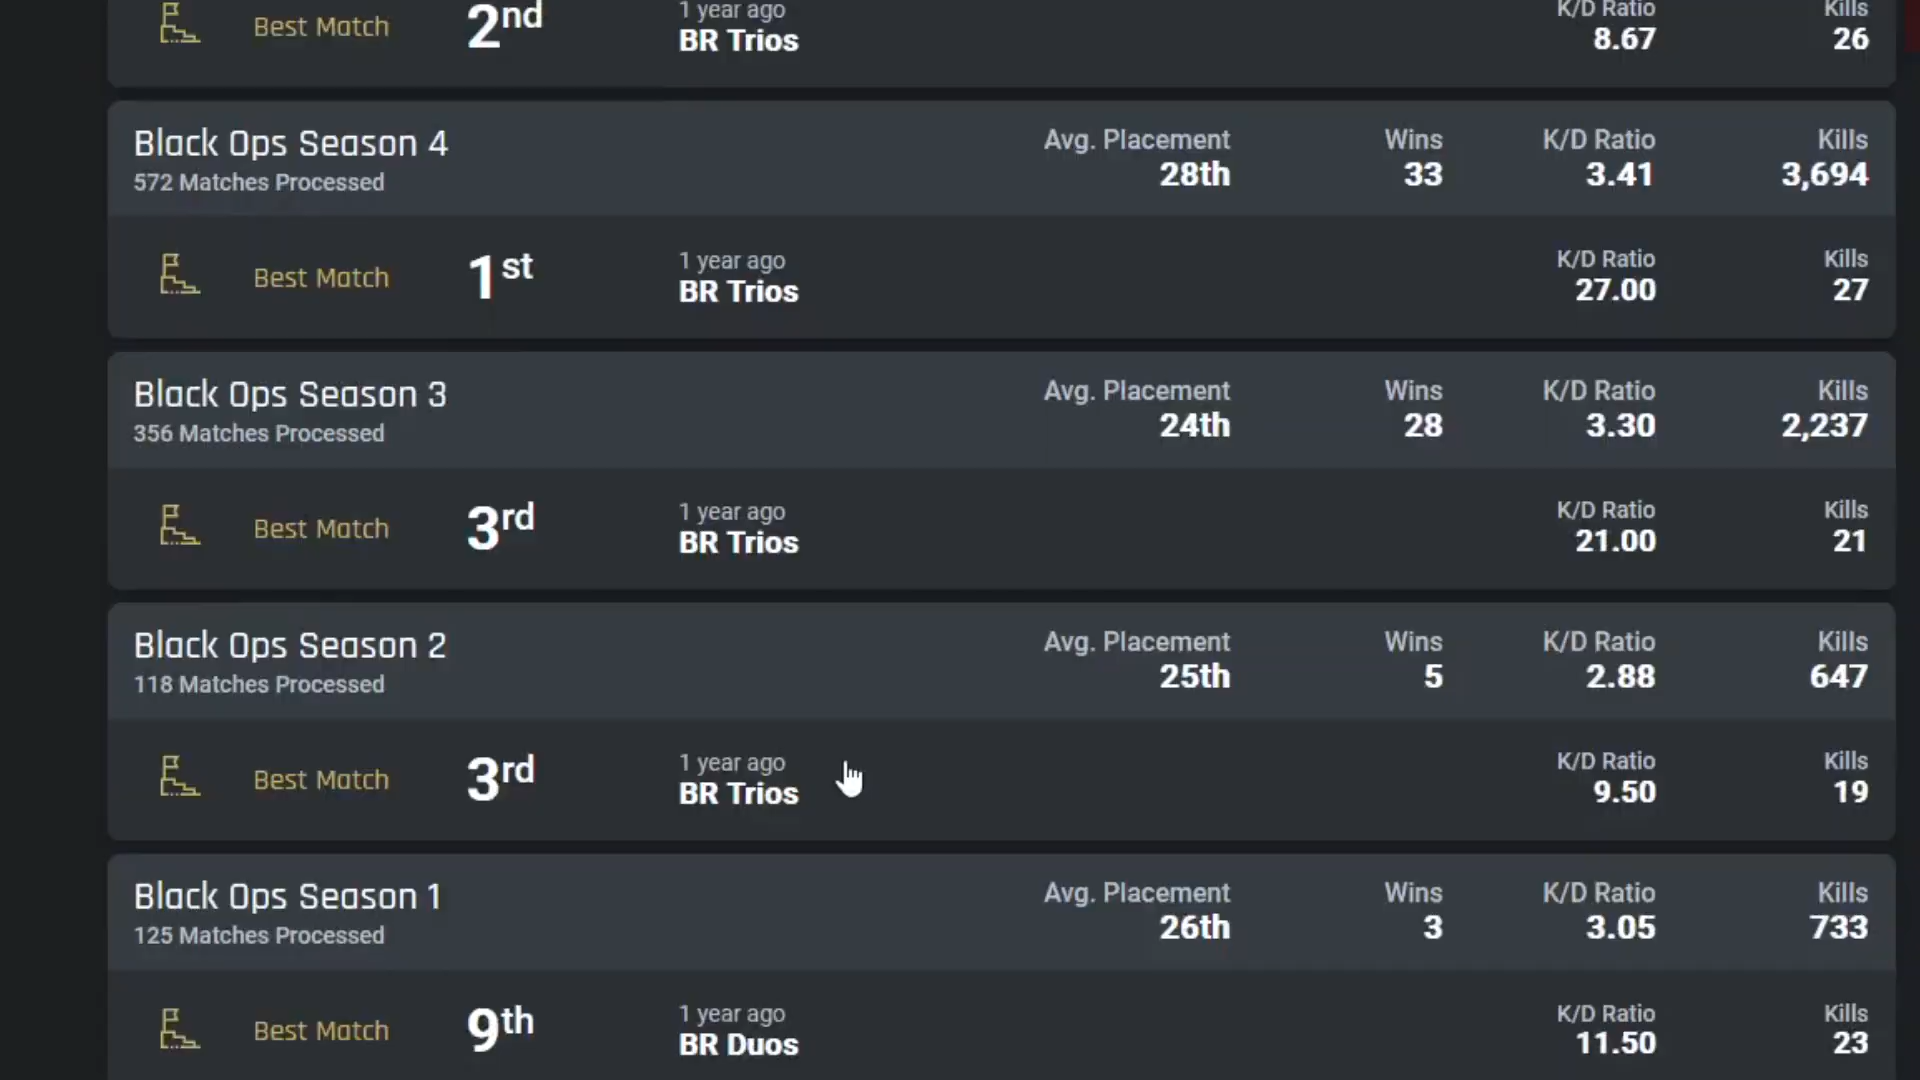 Best Match 2nd 1 year ago K/D Ratio Kills
BR Trios 8.67 26
Black Ops Season 4 Avg. Placement Wins K/D Ratio Kills
572 Matches Processed 28th 33 3.41 3,694
Best Match 1st 1 year ago K/D Ratio Kills
BR Trios 27.00 27
Black Ops Season 3 Avg. Placement Wins K/D Ratio Kills
356 Matches Processed 24th 28 3.30 2,237
Best Match 3rd 1 year ago K/D Ratio Kills
BR Trios 21.00 21
Black Ops Season 2 Avg. Placement Wins K/D Ratio Kills
118 Matches Processed 25th 5 2.88 647
Best Match 3rd 1 year ago K/D Ratio Kills
BR Trios 9.50 19
Black Ops Season 1 Avg. Placement Wins K/D Ratio Kills
125 Matches Processed 26th 3 3.05 733
Best Match 9th 1 year ago K/D Ratio Kills
BR Duos 11.50 23